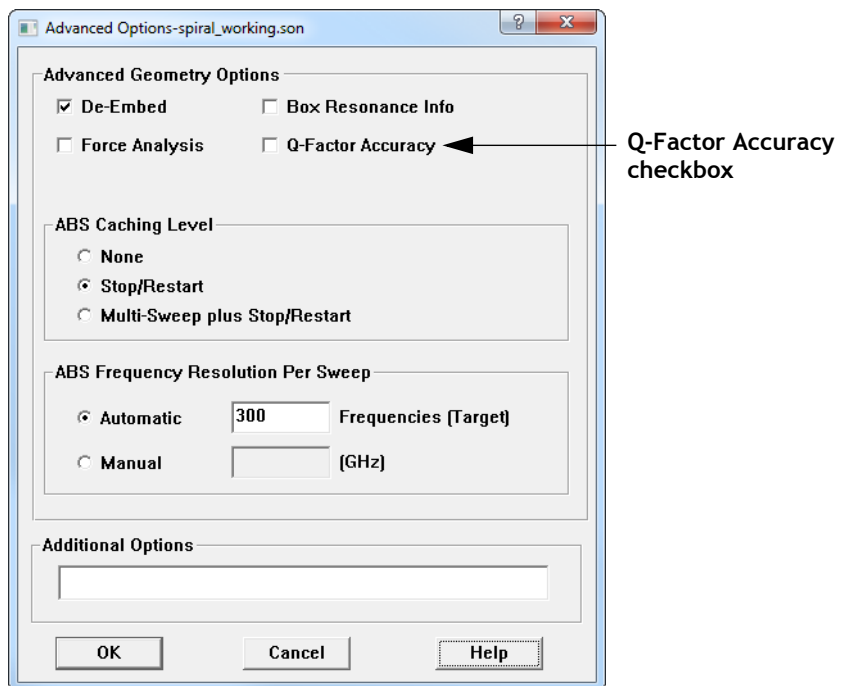 Advanced Options-spiral_working.son
?
X
Advanced Geometry Options
De-Embed
Box Resonance Info
Force Analysis
Q-Factor Accuracy
Q-Factor Accuracy
checkbox
ABS Caching Level
None
Stop/Restart
Multi-Sweep plus Stop/Restart
ABS Frequency Resolution Per Sweep
Automatic 300 Frequencies (Target)
Manual (GHz)
Additional Options
OK Cancel Help